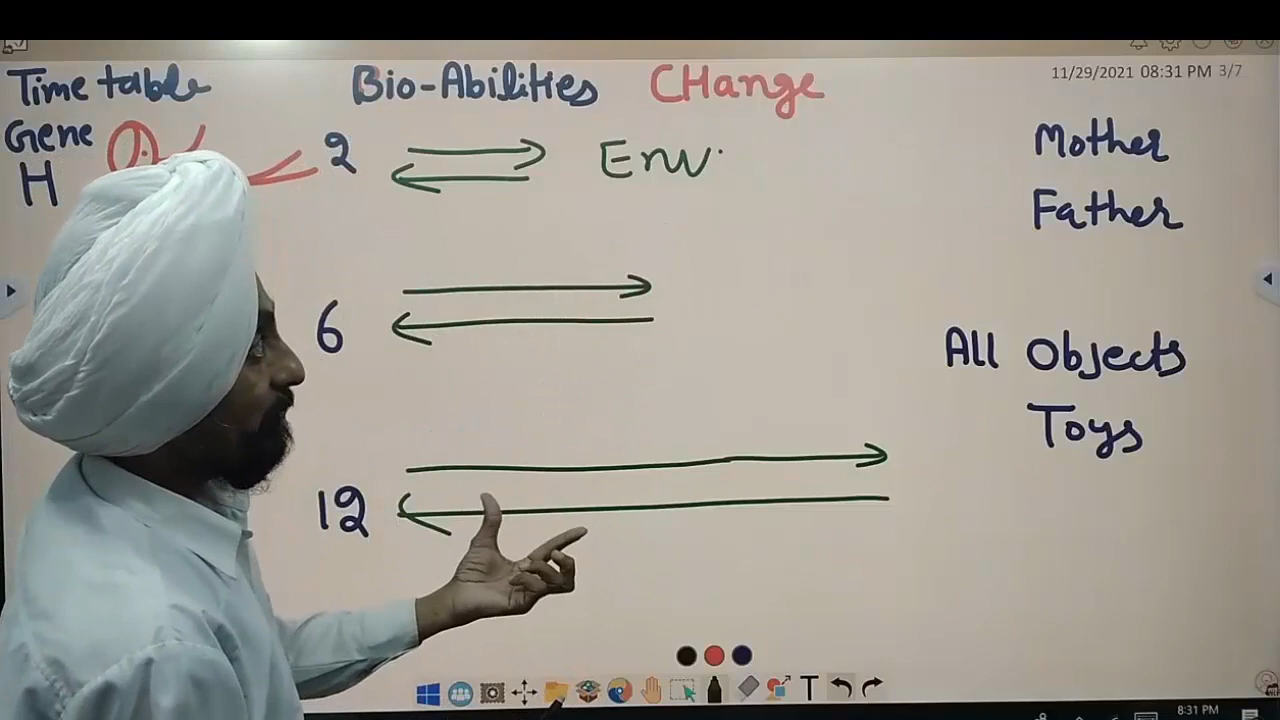 11/29/2021 08:31 PM 3/7
Time table Bio-Abilities CHange
Gene 2 Env. Mother
H Father
6 All Objects
Toys
12
T
8:31 PM